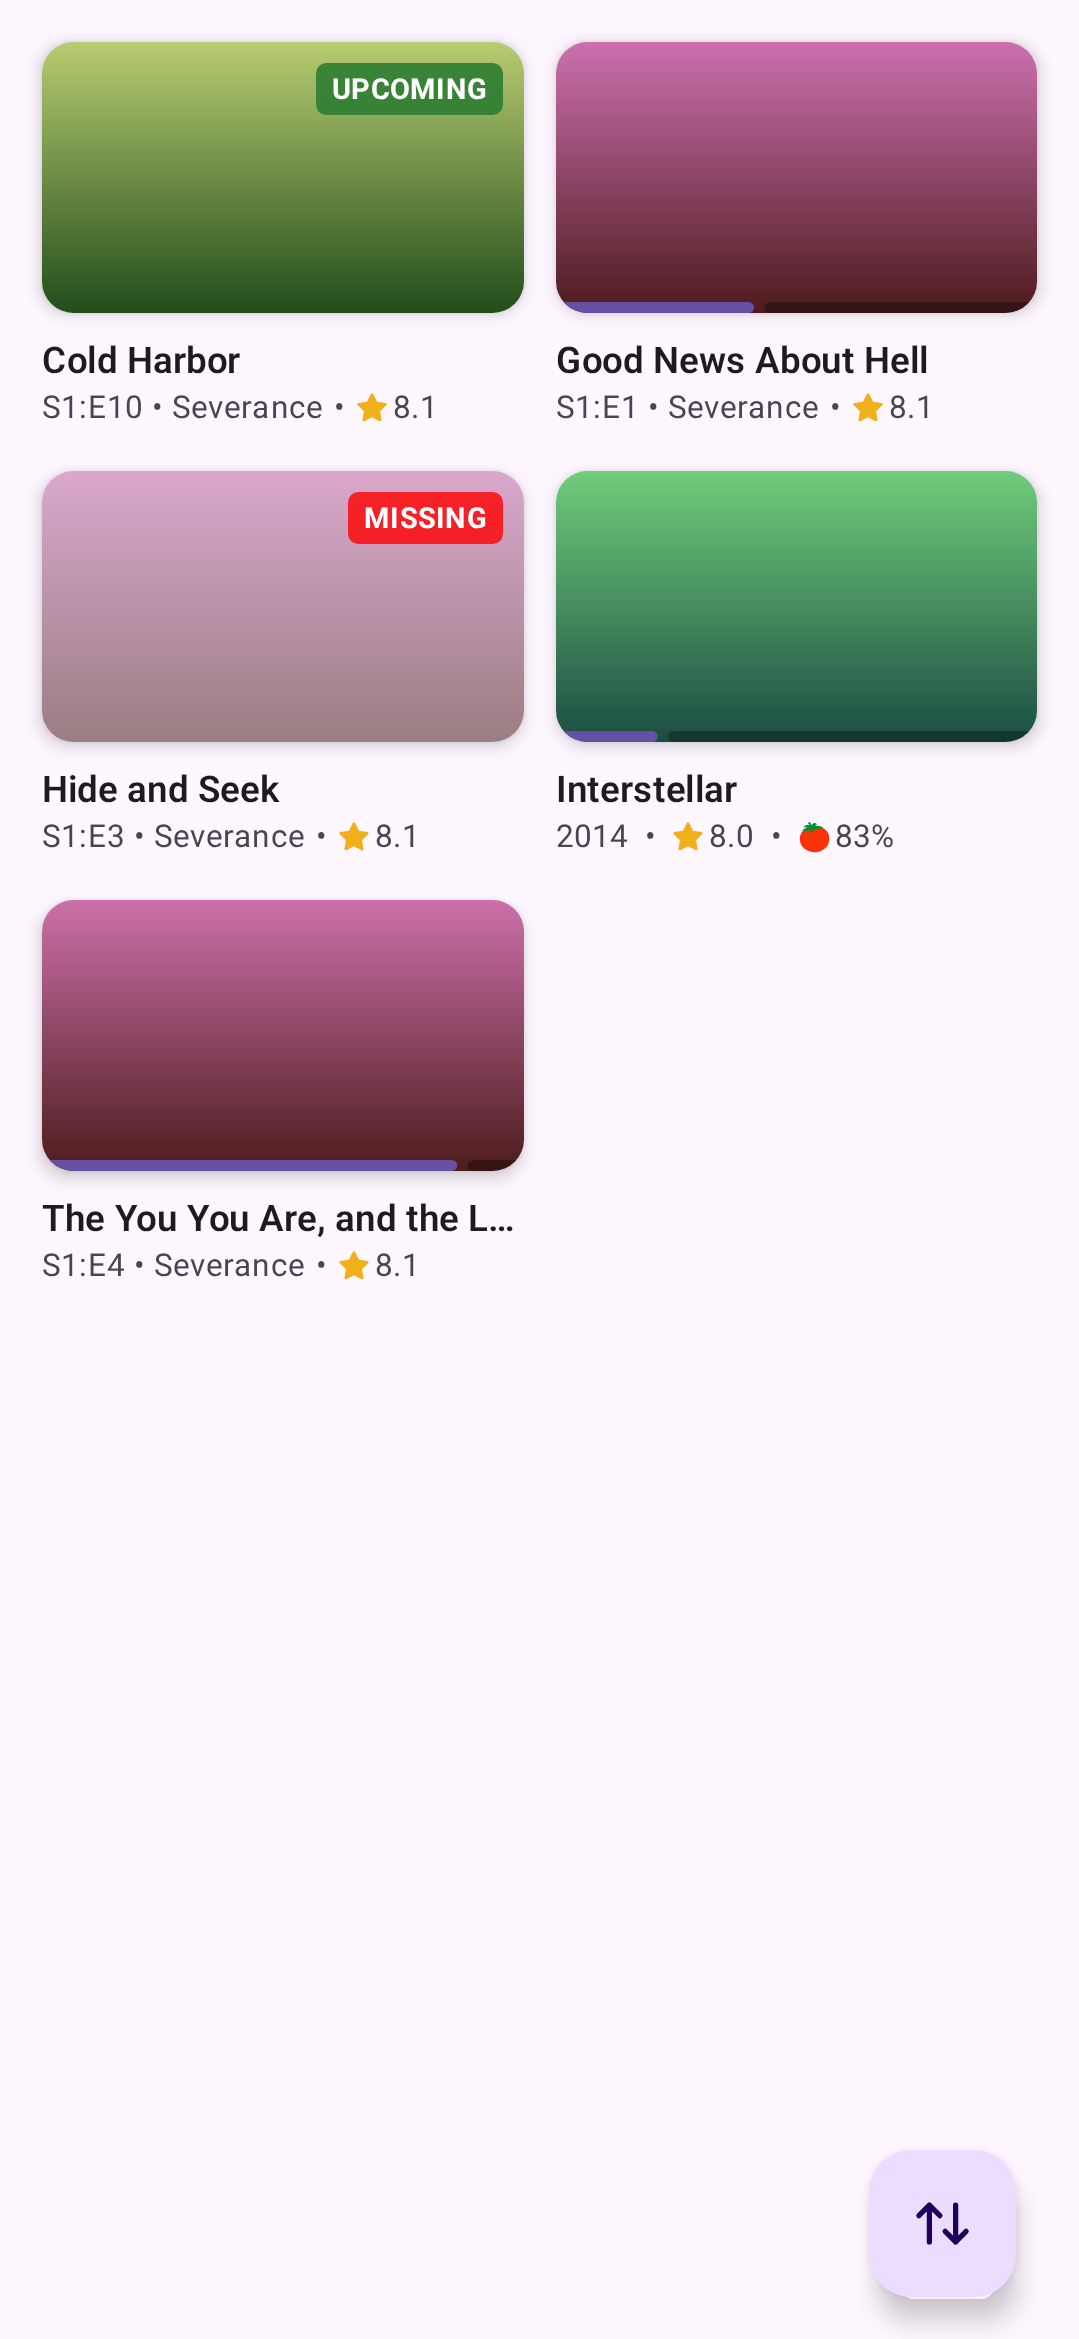 UPCOMING
Cold Harbor
S1:E10 • Severance • 8.1
Good News About Hell
S1:E1 • Severance • 8.1
MISSING
Hide and Seek
S1:E3 • Severance • 8.1
Interstellar
2014 • 8.0 • 83%
The You You Are, and the L...
S1:E4 • Severance • 8.1